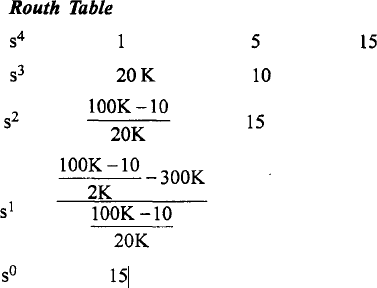 Routh Table
s⁴ 1 5 15
s³ 20 K 10
100K – 10
s² 20K 15
100K – 10
2K – 300K
s¹ 100K – 10
20K
s⁰ 15